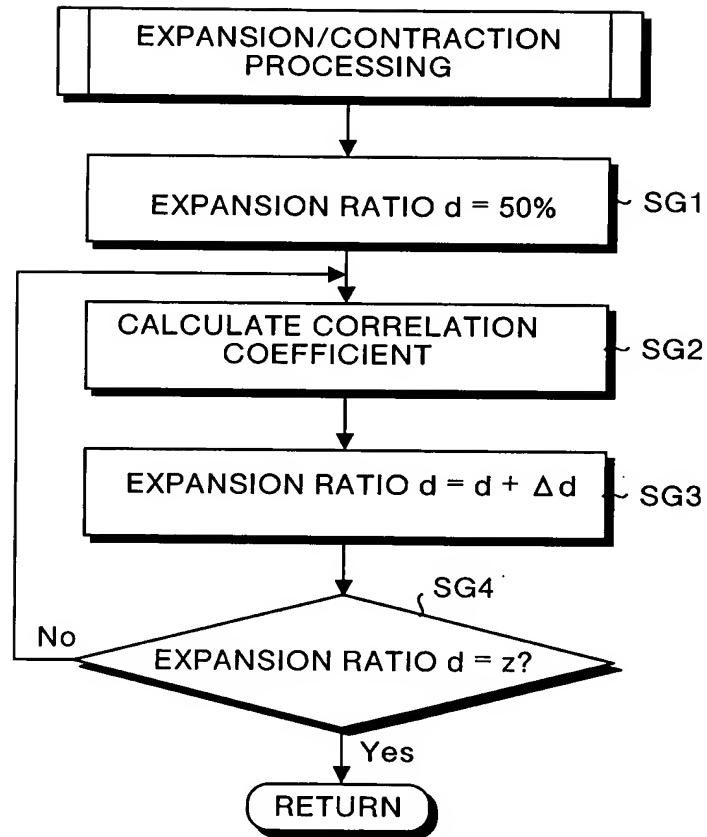 EXPANSION/CONTRACTION
PROCESSING
EXPANSION RATIO d = 50%
SG1
CALCULATE CORRELATION
COEFFICIENT
SG2
EXPANSION RATIO d = d + Δd
SG3
SG4
No
EXPANSION RATIO d = z?
Yes
RETURN